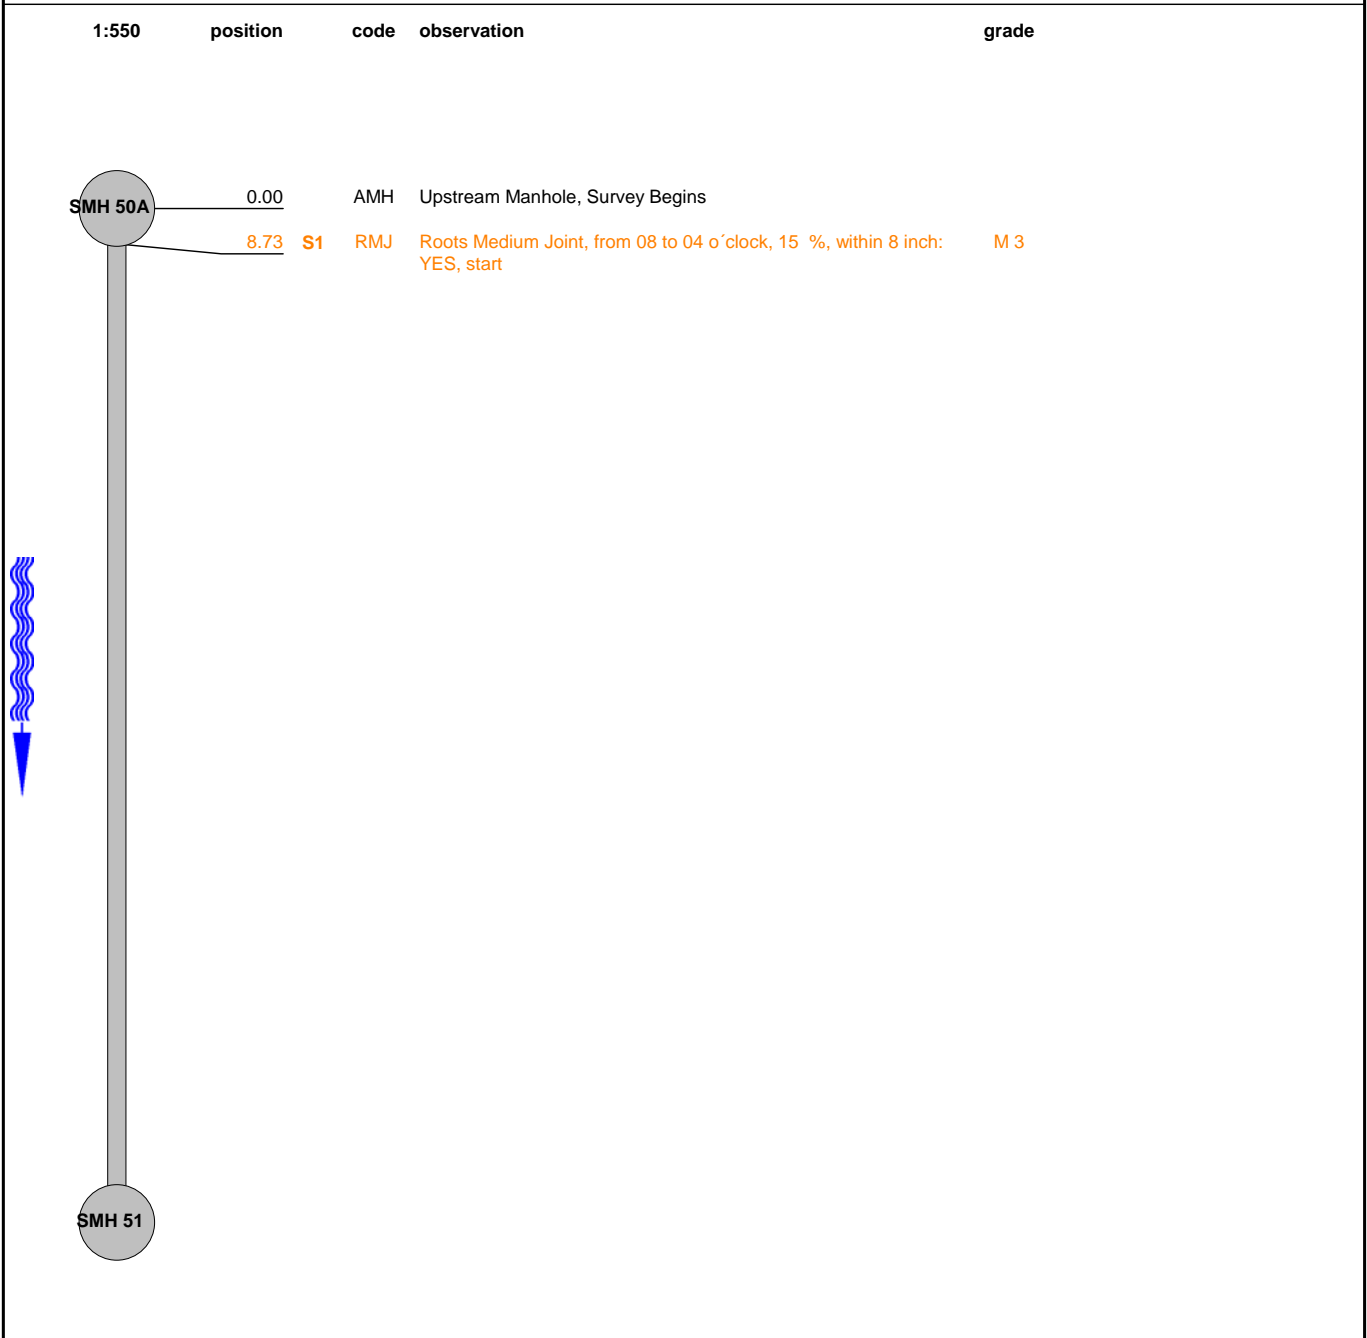 1:550 position code observation grade
SMH 50A 0.00 AMH Upstream Manhole, Survey Begins
8.73 S1 RMJ Roots Medium Joint, from 08 to 04 o´clock, 15 %, within 8 inch: M 3
YES, start
SMH 51